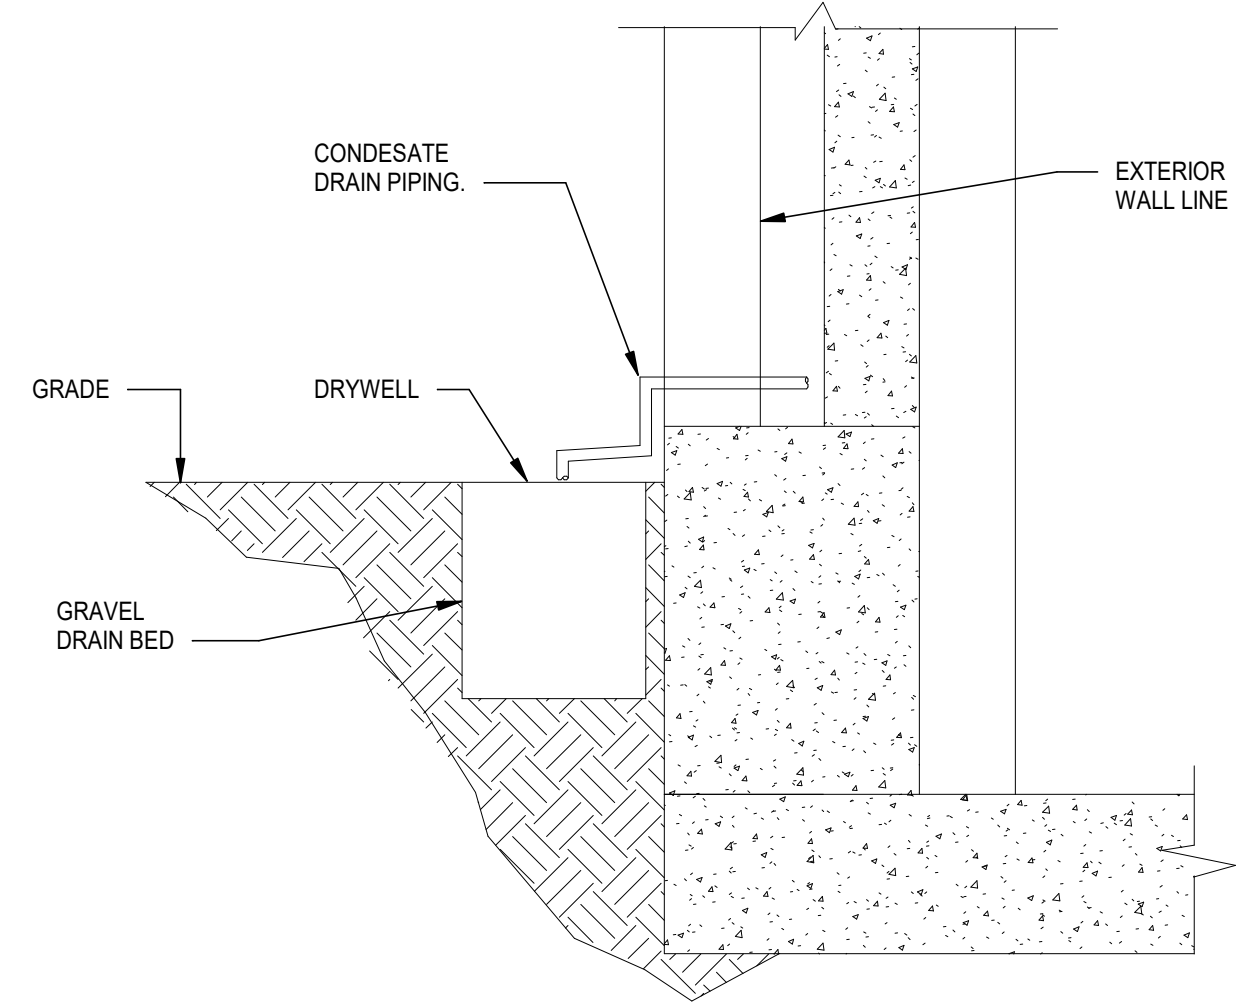 CONDESATE
DRAIN PIPING.
EXTERIOR
WALL LINE
GRADE
DRYWELL
GRAVEL
DRAIN BED